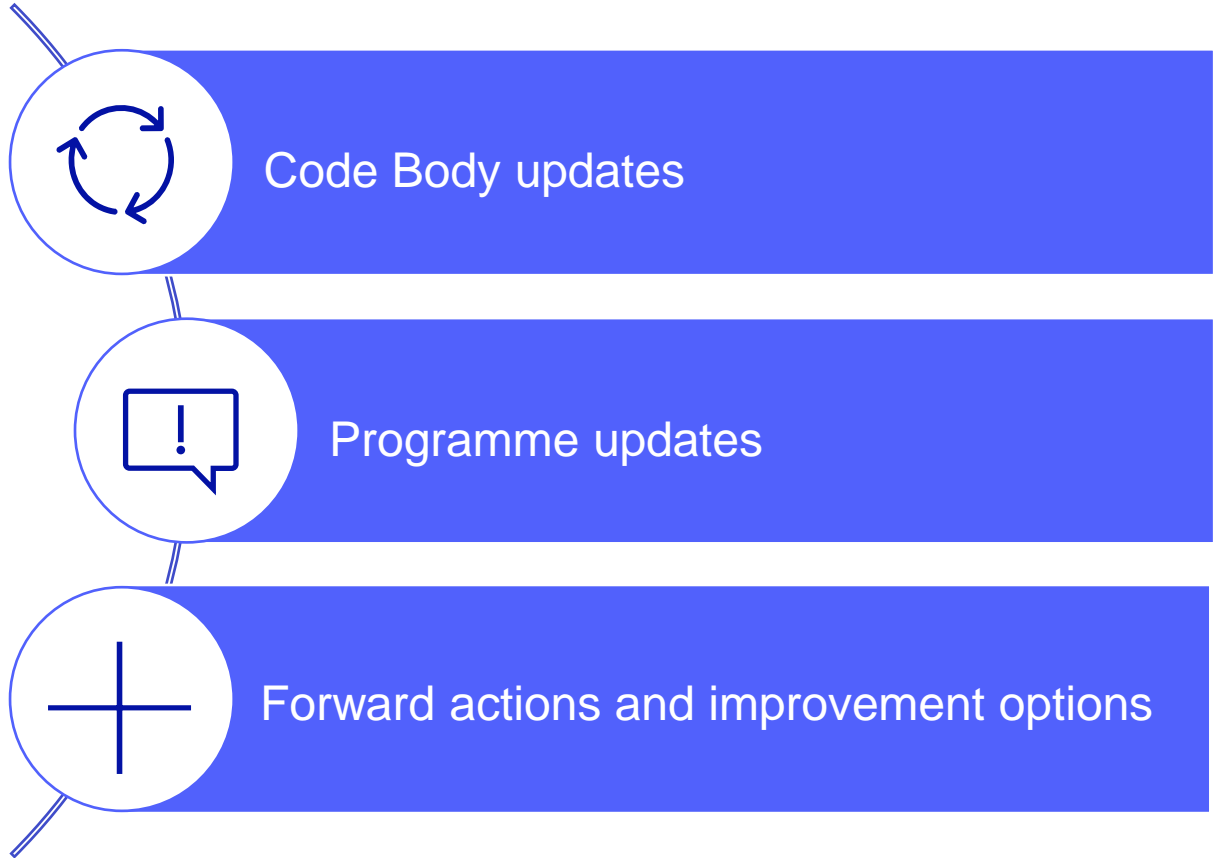 Code Body updates
Programme updates
Forward actions and improvement options